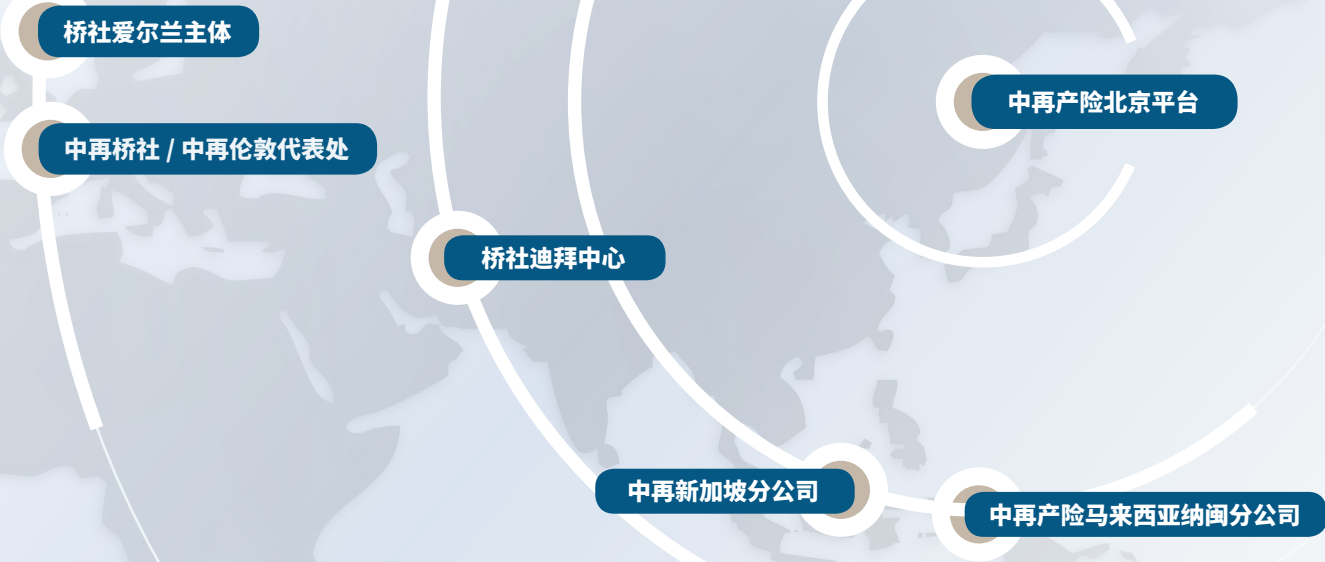 桥社爱尔兰主体
中再产险北京平台
中再桥社 / 中再伦敦代表处
桥社迪拜中心
中再新加坡分公司
中再产险马来西亚纳闽分公司